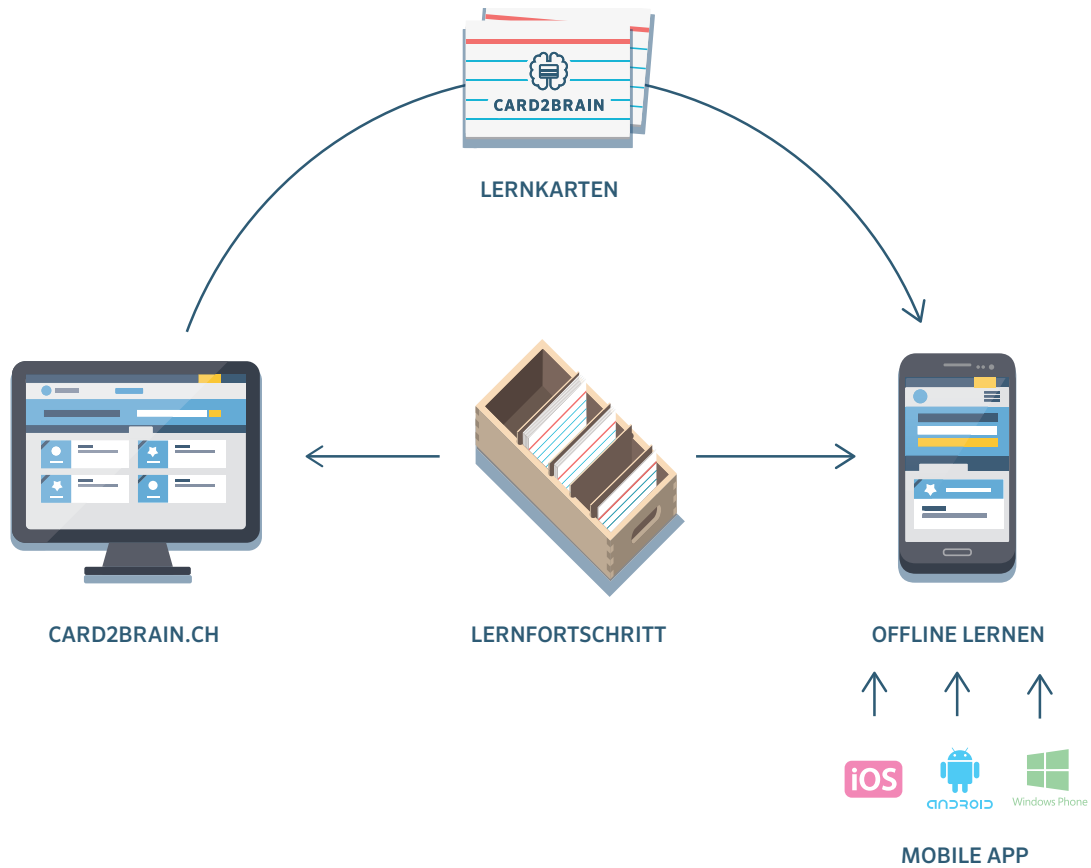 CARD2BRAIN
LERNKARTEN
CARD2BRAIN.CH
LERNFORTSCHRITT
OFFLINE LERNEN
iOS
ANDROID
Windows Phone
MOBILE APP